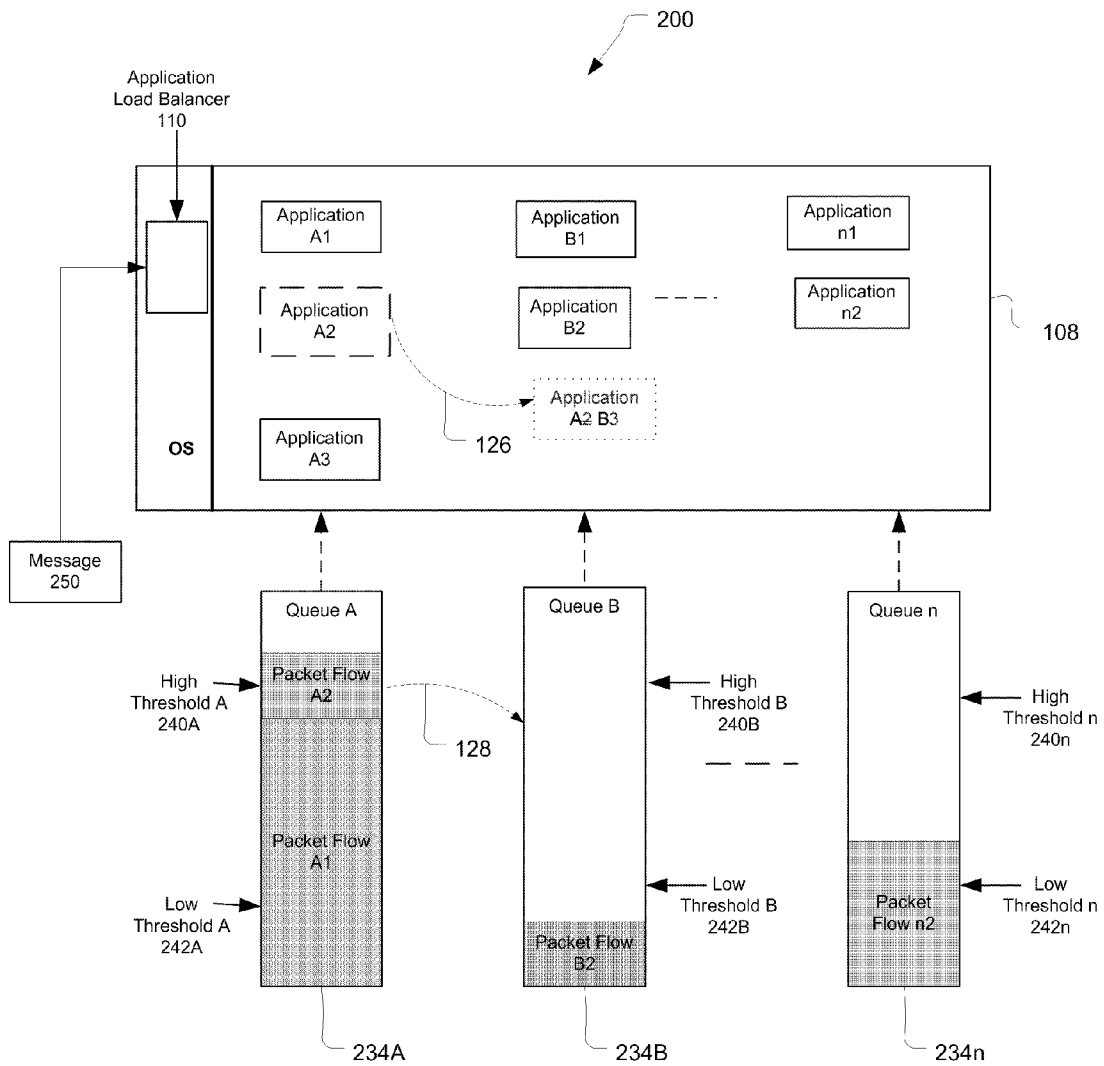 200
Application
Load Balancer
110
Application
A1
Application
B1
Application
n1
Application
A2
Application
B2
Application
n2
108
Application
A2 B3
126
OS
Application
A3
Message
250
Queue A
Queue B
Queue n
Packet Flow
A2
High
Threshold A
240A
High
Threshold B
240B
High
Threshold n
240n
128
Packet Flow
A1
Low
Threshold A
242A
Low
Threshold B
242B
Packet
Flow n2
Low
Threshold n
242n
Packet Flow
B2
234A
234B
234n